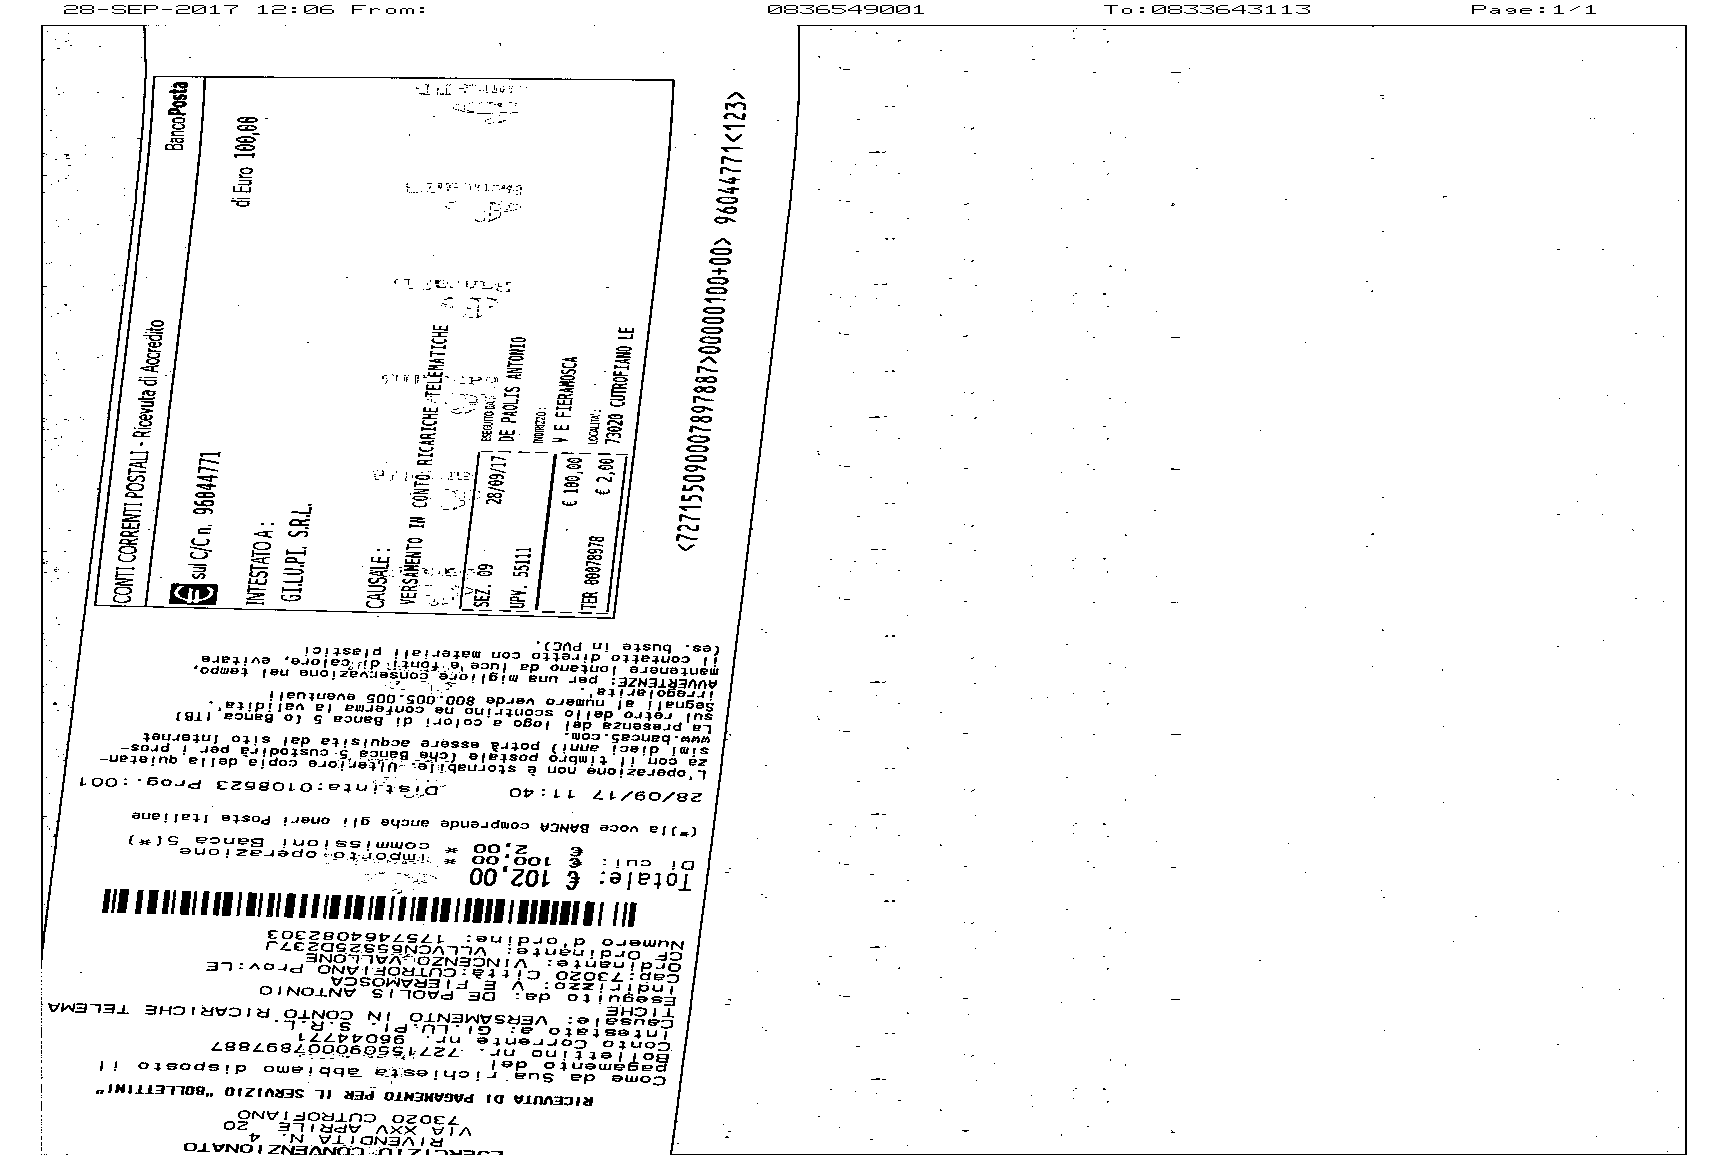 28-SEP-2017 12:06 From: 0836549001 To:0833643113 Page:1/1
CONTI CORRENTI POSTALI - Ricevuta di Accredito BancoPosta
sul C/C n. 96044771 di Euro 100,00
INTESTATO A :
GI.LU.PI. S.R.L.
CAUSALE :
VERSAMENTO IN CONTO RICARICHE TELEMATICHE
SEZ. 09 28/09/17
UPV. 55111
€ 100,00
TER 00078978 € 2,00
ESEGUITO DA:
DE PAOLIS ANTONIO
INDIRIZZO:
V E FIERAMOSCA
LOCALITA':
73020 CUTROFIANO LE
<727155090007897887>00000100+00> 96044771<123>
ESERCIZIO CONVENZIONATO
RIVENDITA N. 4
VIA XXV APRILE 20
73020 CUTROFIANO
RICEVUTA DI PAGAMENTO PER IL SERVIZIO "BOLLETTINI"
Come da Sua richiesta abbiamo disposto il
pagamento del
Bollettino nr. 727155090007897887
Conto Corrente nr. 96044771
Intestato a: GI.LU.PI. S.R.L.
Causale: VERSAMENTO IN CONTO RICARICHE TELEMA
TICHE
Eseguito da: DE PAOLIS ANTONIO
Indirizzo: V E FIERAMOSCA
Cap:73020 Città:CUTROFIANO Prov:LE
Ordinante: VINCENZO VALLONE
CF Ordinante: VLLVCN65S25D237J
Numero d'ordine: 1757464082303
Totale: € 102,00
Di cui: € 100,00 * importo operazione
€ 2,00 * commissioni Banca 5(*)
(*)la voce BANCA comprende anche gli oneri Poste Italiane
28/09/17 11:40 Distinta:0108623 Prog.:001
L'operazione non è stornabile. Ulteriore copia della quietan-
za con il timbro postale (che Banca 5 custodirà per i pros-
simi dieci anni) potrà essere acquisita dal sito Internet
www.banca5.com.
La presenza del logo a colori di Banca 5 (o Banca ITB)
sul retro dello scontrino ne conferma la validita'.
Segnali al numero verde 800.005.005 eventuali
irregolarita'.
AVVERTENZE: per una migliore conservazione nel tempo,
mantenere lontano da luce e fonti di calore, evitare
il contatto diretto con materiali plastici
(es. buste in PVC).